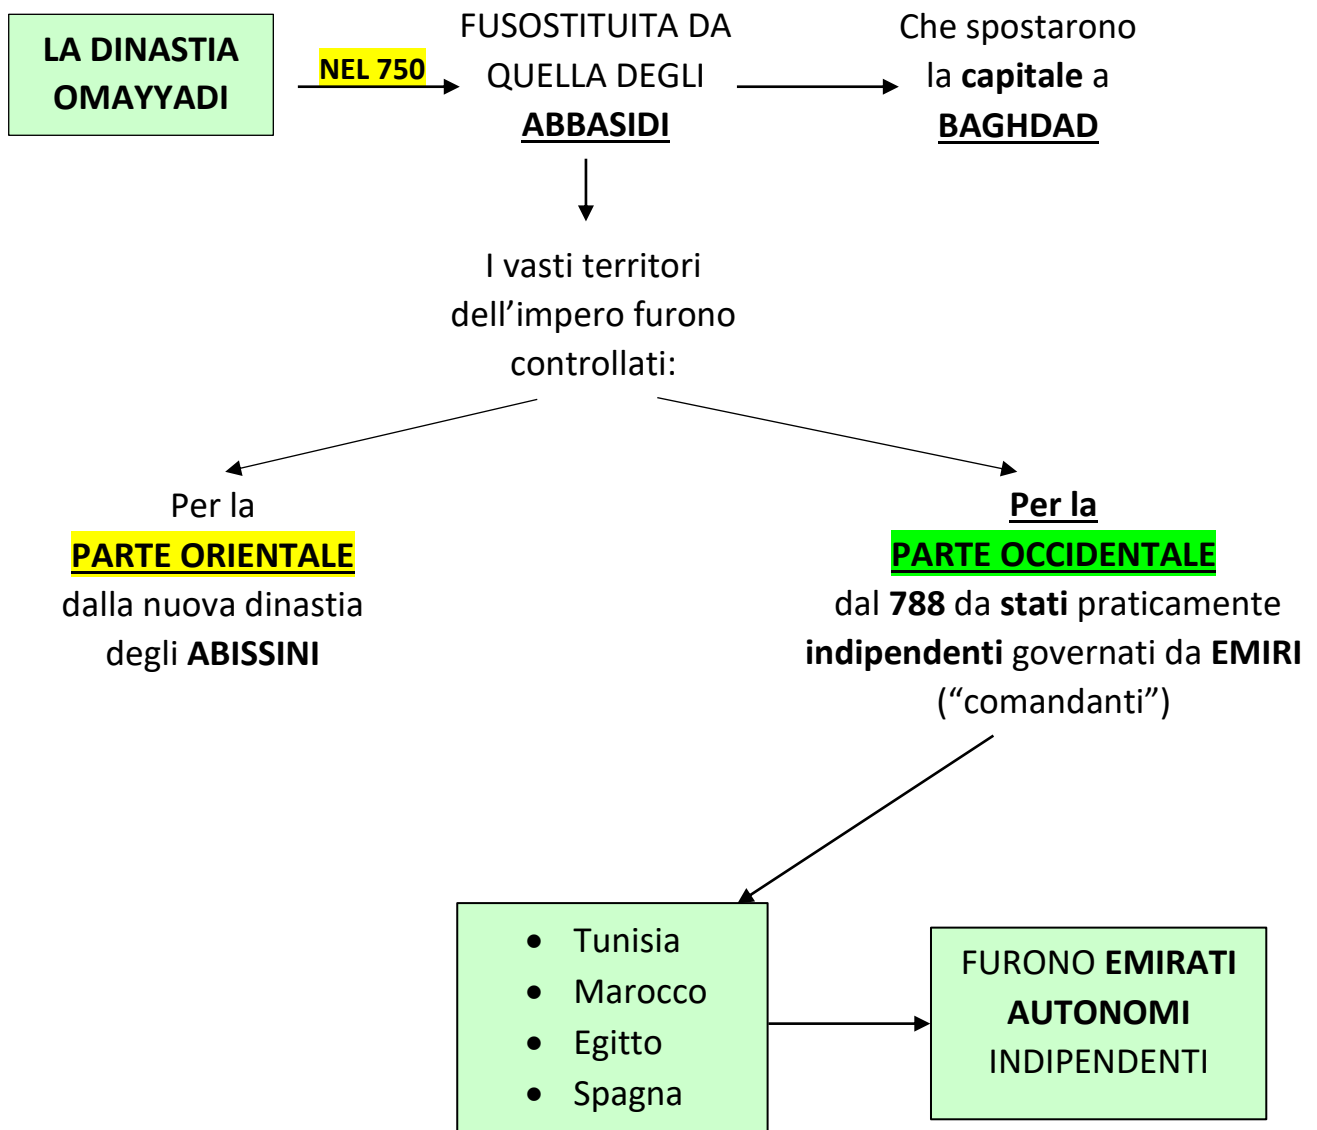 LA DINASTIA
OMAYYADI
NEL 750
FUSOSTITUITA DA
QUELLA DEGLI
ABBASIDI
Che spostarono
la capitale a
BAGHDAD
I vasti territori
dell’impero furono
controllati:
Per la
PARTE ORIENTALE
dalla nuova dinastia
degli ABISSINI
Per la
PARTE OCCIDENTALE
dal 788 da stati praticamente
indipendenti governati da EMIRI
(“comandanti”)
• Tunisia
• Marocco
• Egitto
• Spagna
FURONO EMIRATI
AUTONOMI
INDIPENDENTI